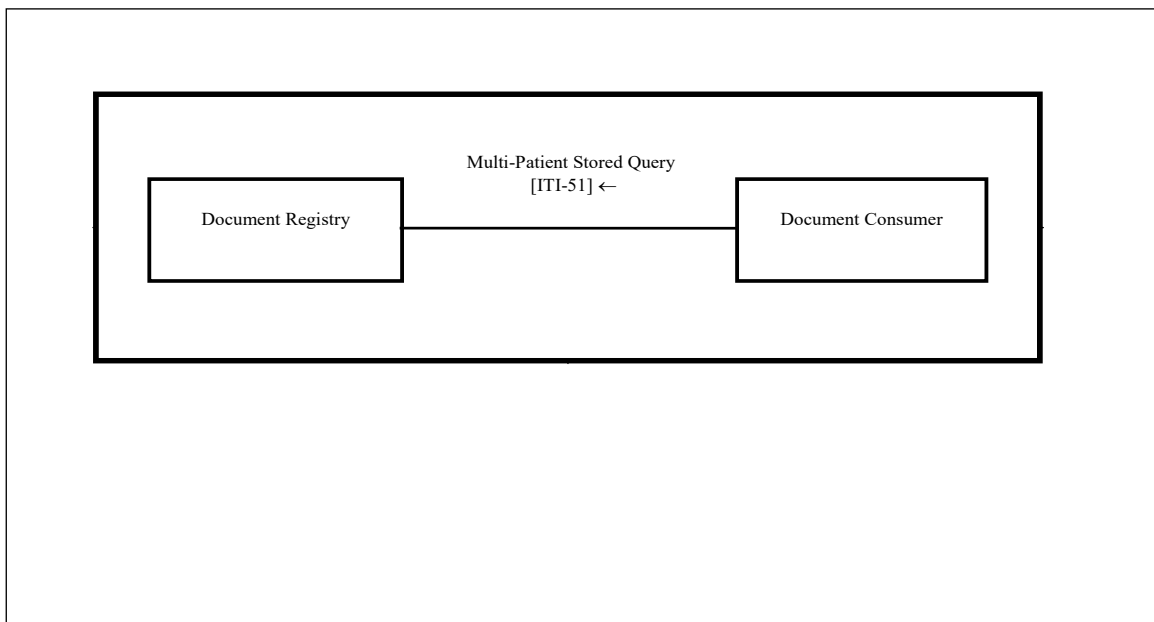 Multi-Patient Stored Query
[ITI-51] ←
Document Registry
Document Consumer